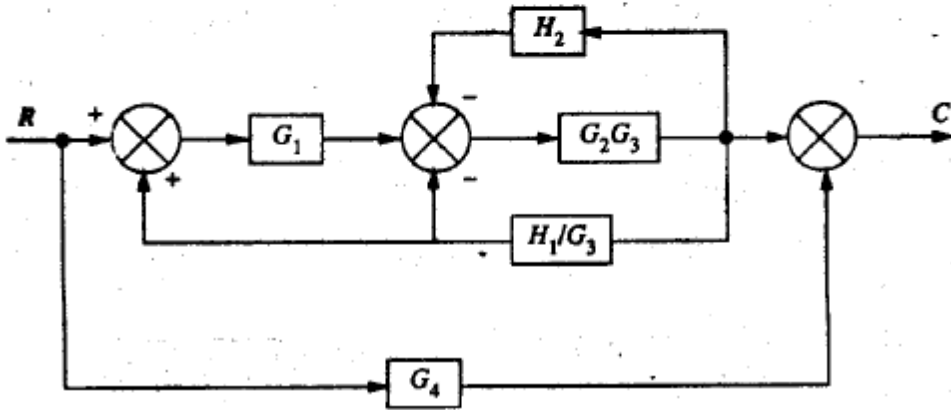 H₂
R
+
G₁
−
G₂G₃
C
+
−
H₁/G₃
G₄